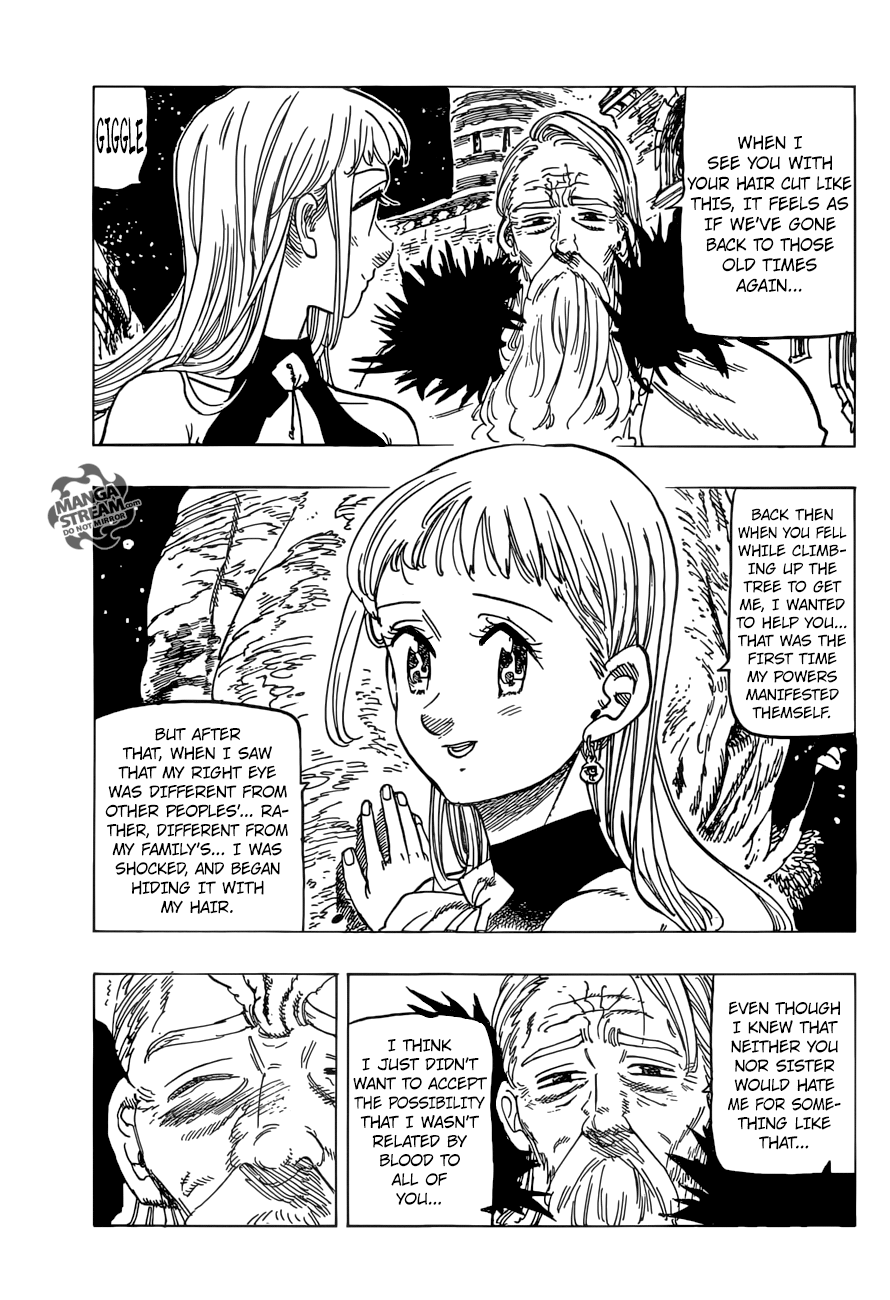 WHEN I
SEE YOU WITH
YOUR HAIR CUT LIKE
THIS, IT FEELS AS
IF WE'VE GONE
BACK TO THOSE
OLD TIMES
AGAIN...
GIGGLE
MANGA
STREAM.com
DO NOT MIRROR
BACK THEN
WHEN YOU FELL
WHILE CLIMB-
ING UP THE
TREE TO GET
ME, I WANTED
TO HELP YOU...
THAT WAS THE
FIRST TIME
MY POWERS
MANIFESTED
THEMSELF.
BUT AFTER
THAT, WHEN I SAW
THAT MY RIGHT EYE
WAS DIFFERENT FROM
OTHER PEOPLES'... RA-
THER, DIFFERENT FROM
MY FAMILY'S... I WAS
SHOCKED, AND BEGAN
HIDING IT WITH
MY HAIR.
EVEN THOUGH
I KNEW THAT
NEITHER YOU
NOR SISTER
WOULD HATE
ME FOR SOME-
THING LIKE
THAT...
I THINK
I JUST DIDN'T
WANT TO ACCEPT
THE POSSIBILITY
THAT I WASN'T
RELATED BY
BLOOD TO
ALL OF
YOU...